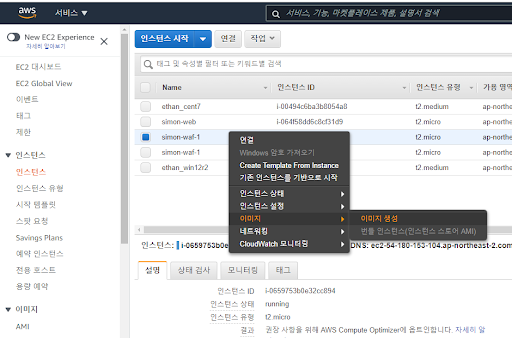 aws
서비스
서비스, 기능, 마켓플레이스 제품, 설명서 검색
New EC2 Experience
자세히 알아보기
EC2 대시보드
EC2 Global View
이벤트
태그
제한
인스턴스
인스턴스
인스턴스 유형
시작 템플릿
스팟 요청
Savings Plans
예약 인스턴스
전용 호스트
용량 예약
이미지
AMI
인스턴스 시작
연결
작업
태그 및 속성별 필터 또는 키워드별 검색
Name 인스턴스 ID 인스턴스 유형 가용 영역
ethan_cent7 i-00494c6ba3b8054a8 t2.medium ap-northe
simon-web i-064f58dd6c8cf31d9 t2.micro ap-northe
simon-waf-1 t2.micro ap-northe
simon-waf-1 t2.micro ap-northe
ethan_win12r2 t2.medium ap-northe
연결
Windows 암호 가져오기
Create Template From Instance
기존 인스턴스를 기반으로 시작
인스턴스 상태
인스턴스 설정
이미지
네트워킹
CloudWatch 모니터링
이미지 생성
번들 인스턴스(인스턴스 스토어 AMI)
인스턴스: i-0659753b0e DNS: ec2-54-180-153-104.ap-northeast-2.com
설명 상태 검사 모니터링 태그
인스턴스 ID i-0659753b0e32cc894
인스턴스 상태 running
인스턴스 유형 t2.micro
결과 권장 사항을 위해 AWS Compute Optimizer에 옵트인합니다. 자세히 알